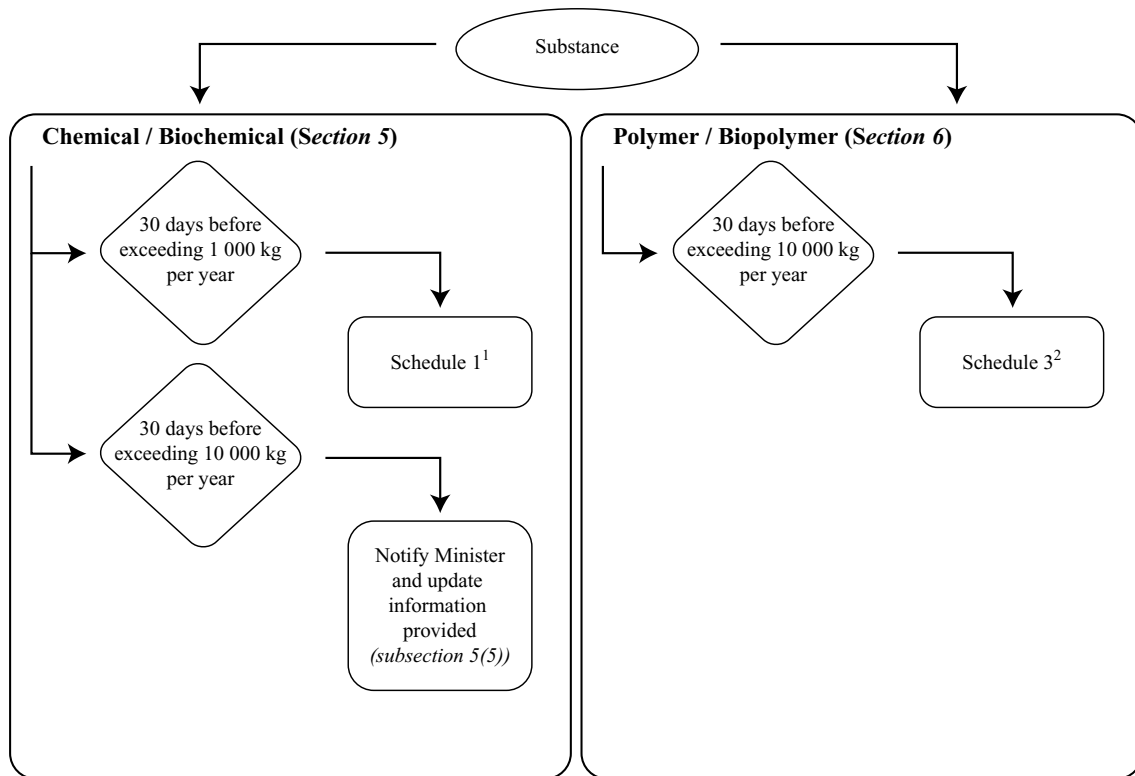 Substance
Chemical / Biochemical (Section 5)
30 days before
exceeding 1 000 kg
per year
Schedule 1¹
30 days before
exceeding 10 000 kg
per year
Notify Minister
and update
information
provided
(subsection 5(5))
Polymer / Biopolymer (Section 6)
30 days before
exceeding 10 000 kg
per year
Schedule 3²